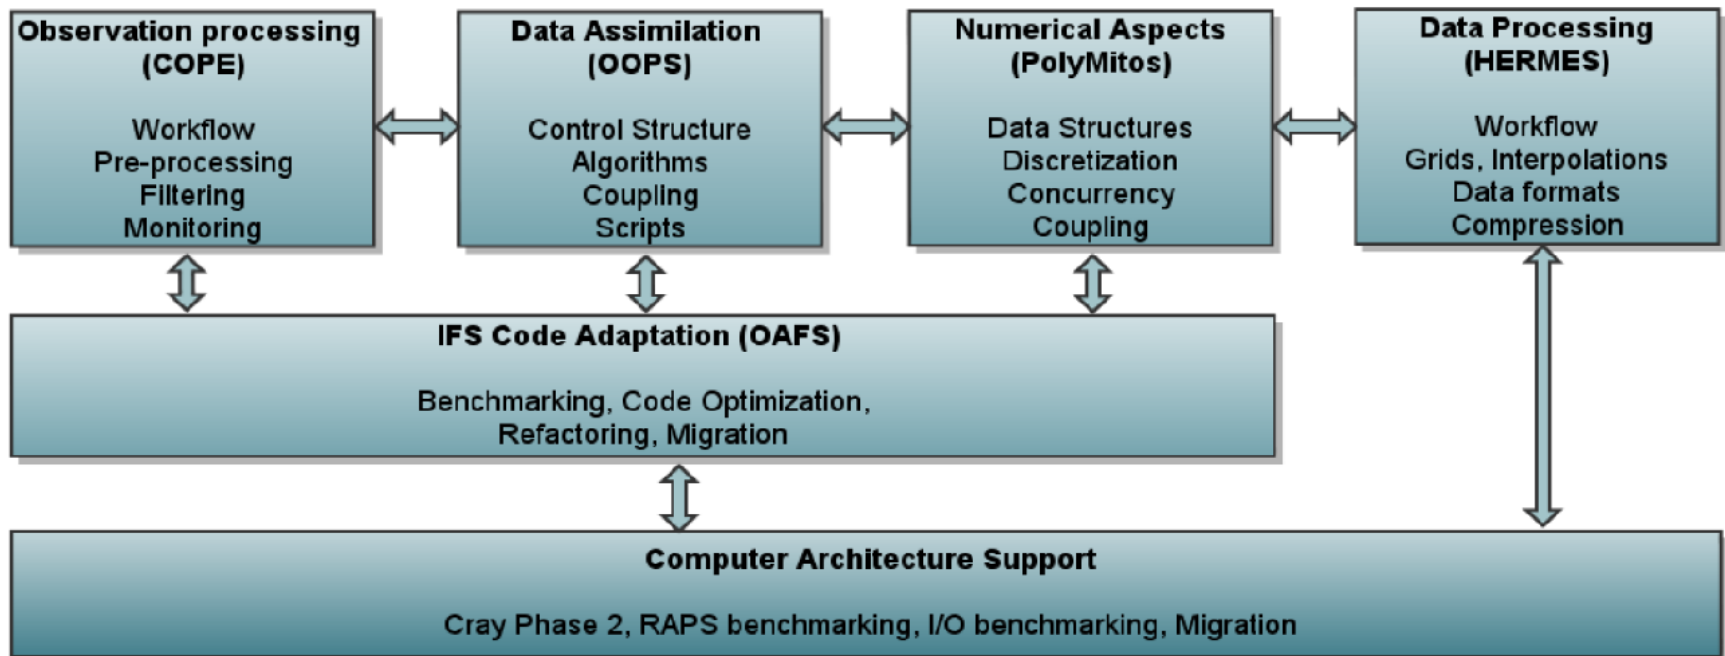 Observation processing
(COPE)
Workflow
Pre-processing
Filtering
Monitoring
Data Assimilation
(OOPS)
Control Structure
Algorithms
Coupling
Scripts
Numerical Aspects
(PolyMitos)
Data Structures
Discretization
Concurrency
Coupling
Data Processing
(HERMES)
Workflow
Grids, Interpolations
Data formats
Compression
IFS Code Adaptation (OAFS)
Benchmarking, Code Optimization,
Refactoring, Migration
Computer Architecture Support
Cray Phase 2, RAPS benchmarking, I/O benchmarking, Migration